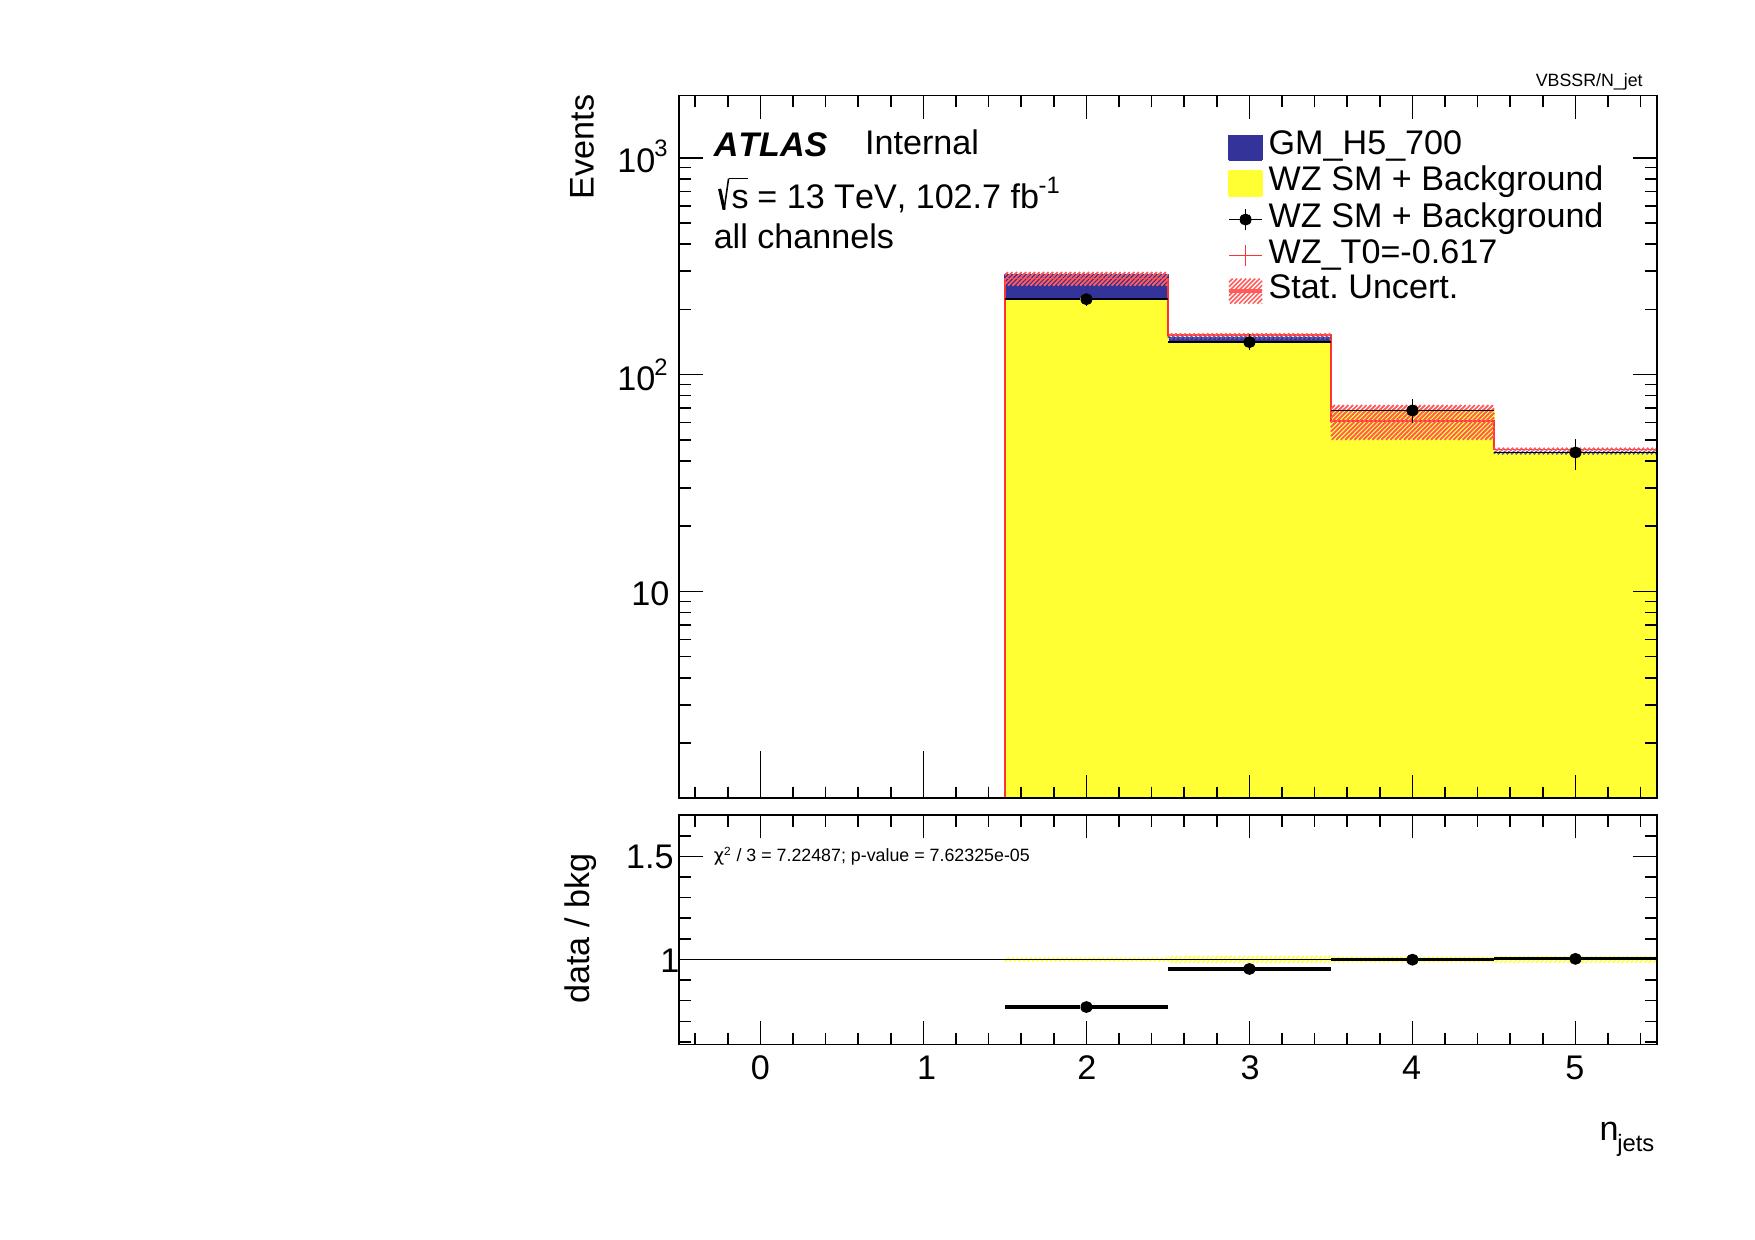 VBSSR/N_jet
Events
ATLAS Internal
√s = 13 TeV, 102.7 fb-1
all channels
GM_H5_700
WZ SM + Background
WZ SM + Background
WZ_T0=-0.617
Stat. Uncert.
10³
10²
10
data / bkg
χ² / 3 = 7.22487; p-value = 7.62325e-05
1.5
1
0 1 2 3 4 5
njets